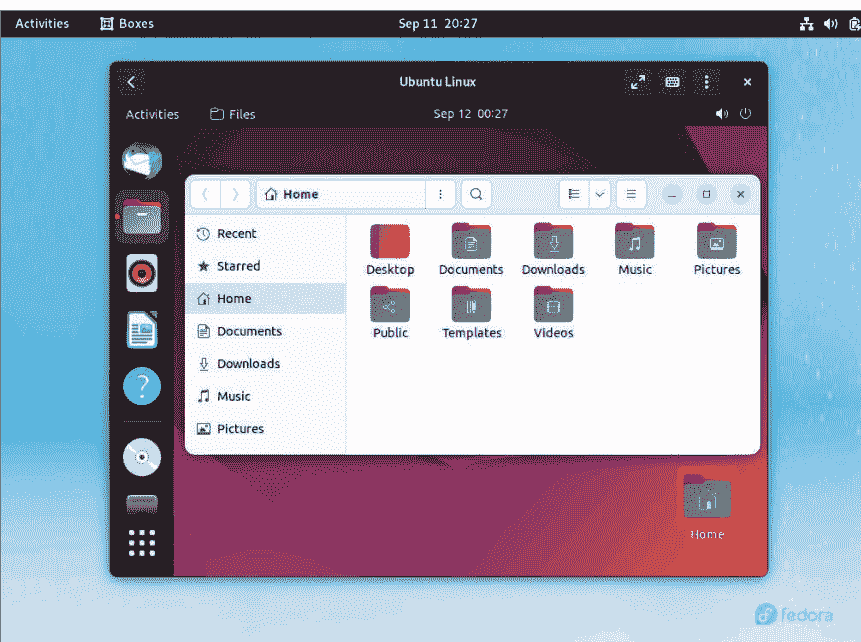 Activities Boxes Sep 11 20:27
Ubuntu Linux
Activities Files Sep 12 00:27
Home
Recent
Starred
Home
Documents
Downloads
Music
Pictures
Desktop Documents Downloads Music Pictures
Public Templates Videos
Home
fedora